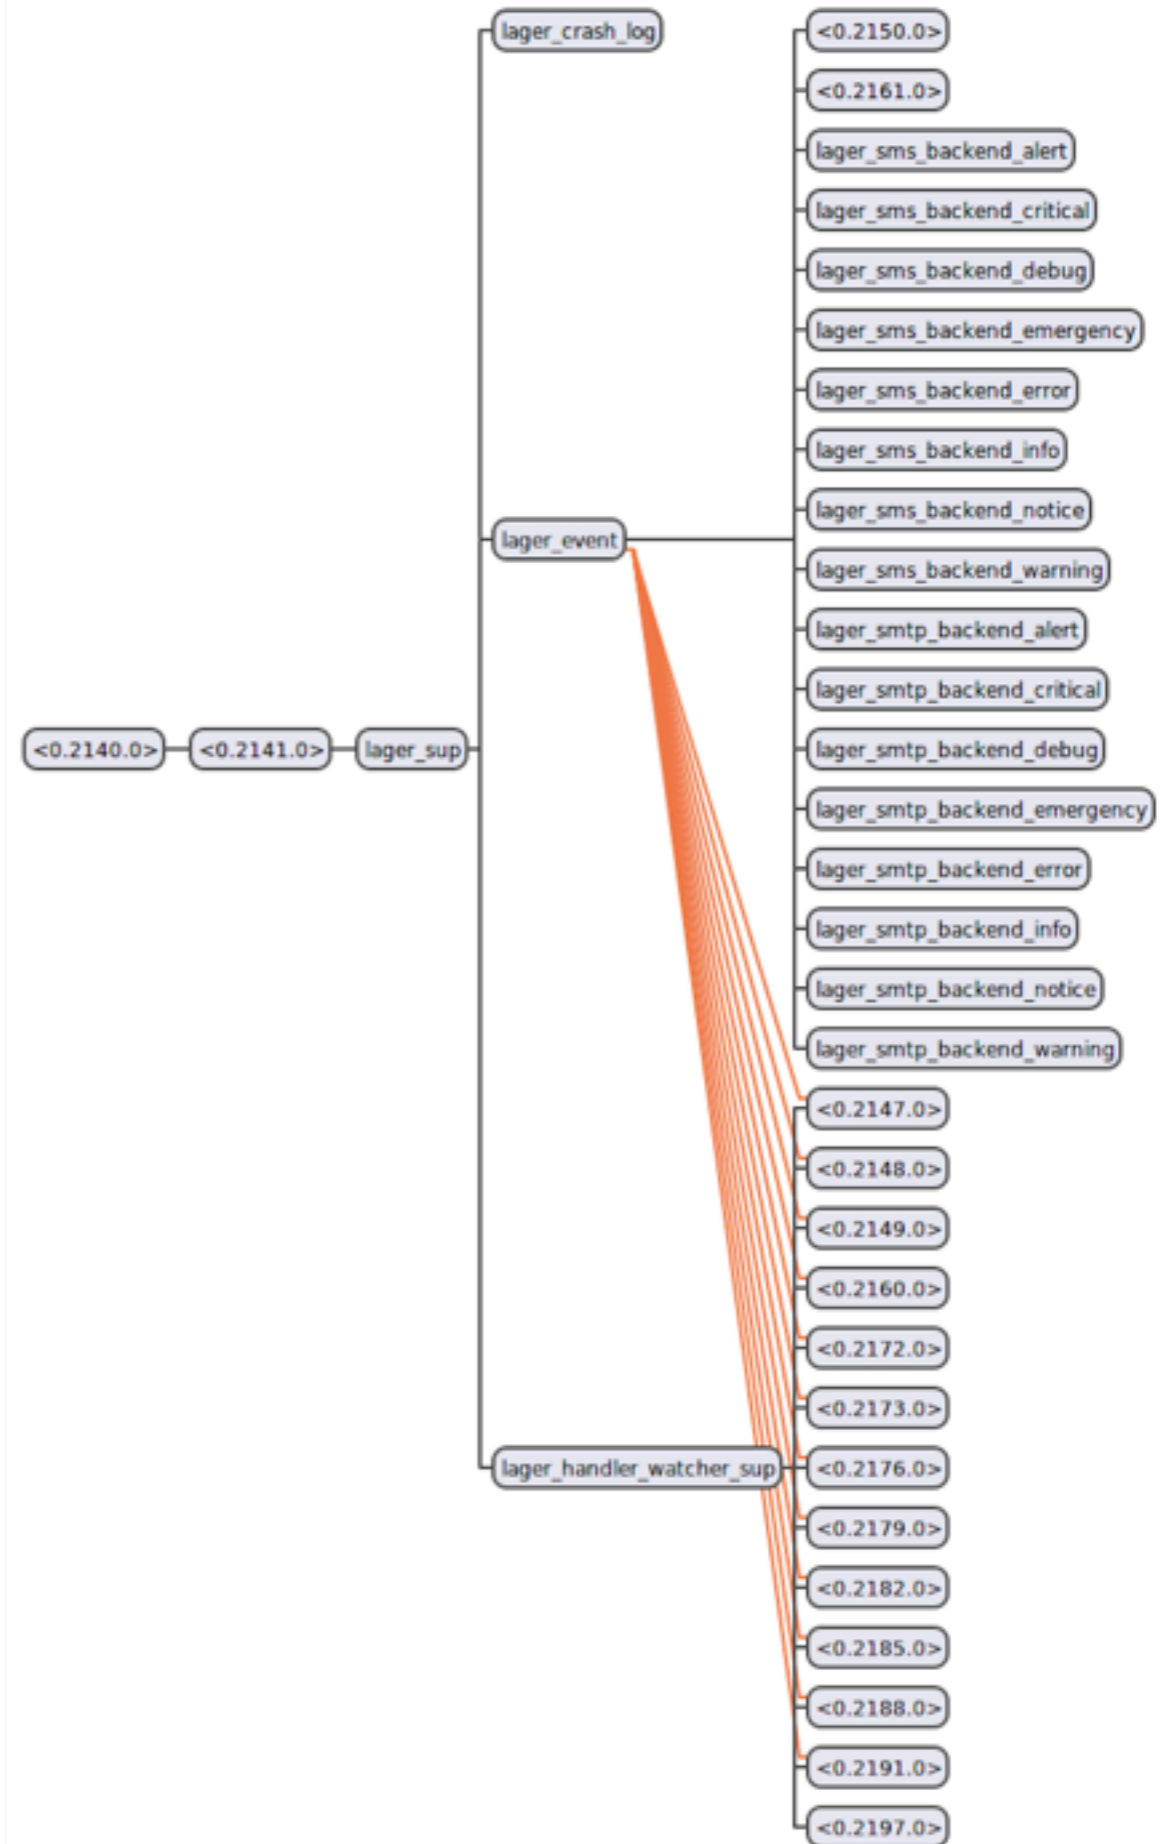 <0.2140.0>
<0.2141.0>
lager_sup
lager_crash_log
lager_event
lager_handler_watcher_sup
<0.2150.0>
<0.2161.0>
lager_sms_backend_alert
lager_sms_backend_critical
lager_sms_backend_debug
lager_sms_backend_emergency
lager_sms_backend_error
lager_sms_backend_info
lager_sms_backend_notice
lager_sms_backend_warning
lager_smtp_backend_alert
lager_smtp_backend_critical
lager_smtp_backend_debug
lager_smtp_backend_emergency
lager_smtp_backend_error
lager_smtp_backend_info
lager_smtp_backend_notice
lager_smtp_backend_warning
<0.2147.0>
<0.2148.0>
<0.2149.0>
<0.2160.0>
<0.2172.0>
<0.2173.0>
<0.2176.0>
<0.2179.0>
<0.2182.0>
<0.2185.0>
<0.2188.0>
<0.2191.0>
<0.2197.0>